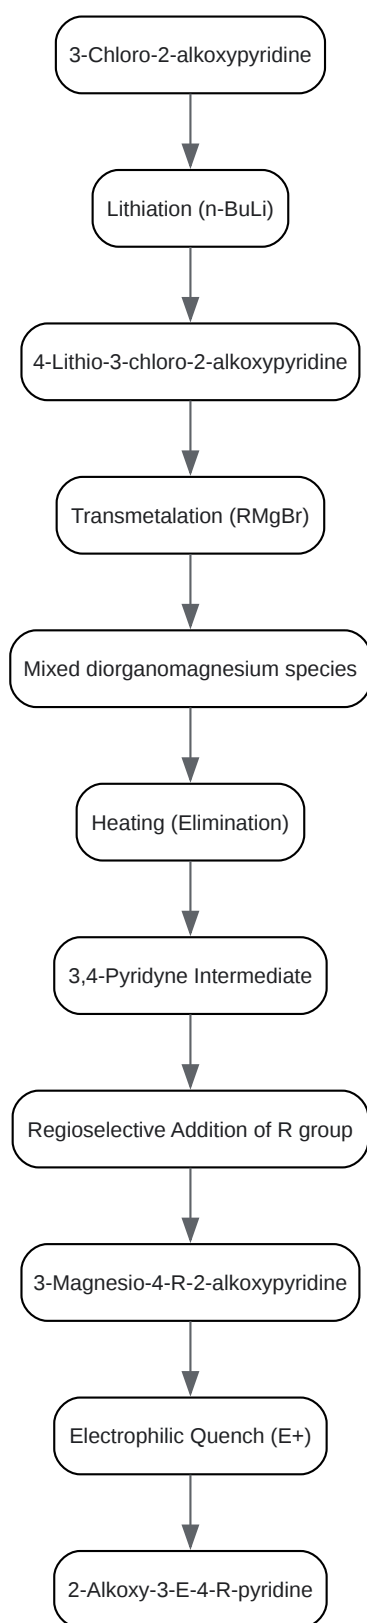 3-Chloro-2-alkoxypyridine
Lithiation (n-BuLi)
4-Lithio-3-chloro-2-alkoxypyridine
Transmetalation (RMgBr)
Mixed diorganomagnesium species
Heating (Elimination)
3,4-Pyridyne Intermediate
Regioselective Addition of R group
3-Magnesio-4-R-2-alkoxypyridine
Electrophilic Quench (E+)
2-Alkoxy-3-E-4-R-pyridine